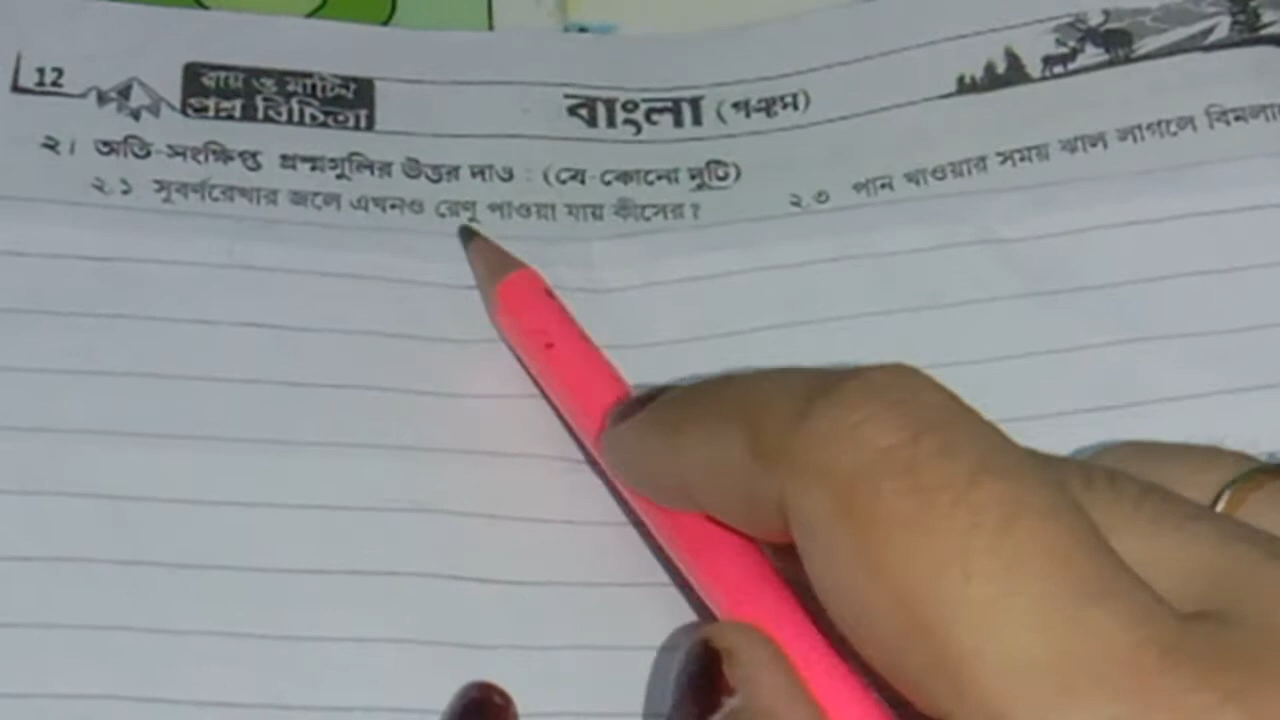 12
রায় ও মার্টিন
প্রশ্ন বিচিত্রা
বাংলা (পঞ্চম)
২। অতি-সংক্ষিপ্ত প্রশ্নগুলির উত্তর দাও : (যে-কোনো দুটি)
২.১ সুবর্ণরেখার জলে এখনও রেণু পাওয়া যায় কীসের?
২.৩ পান খাওয়ার সময় ঝাল লাগলে